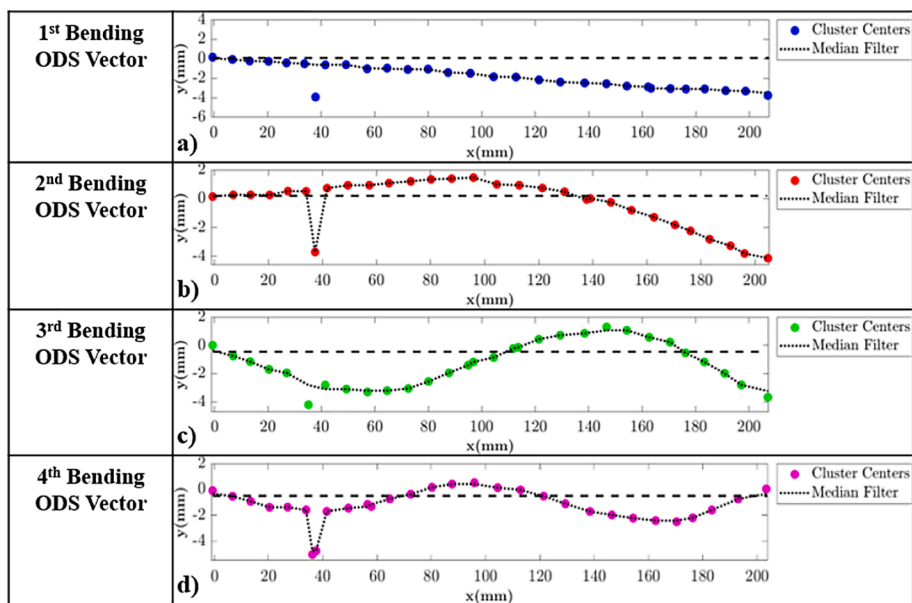 1st Bending
ODS Vector
a)
y(mm)
4
2
0
-2
-4
-6
0 20 40 60 80 100 120 140 160 180 200
x(mm)
Cluster Centers
Median Filter
2nd Bending
ODS Vector
b)
y(mm)
2
0
-2
-4
0 20 40 60 80 100 120 140 160 180 200
x(mm)
Cluster Centers
Median Filter
3rd Bending
ODS Vector
c)
y(mm)
2
0
-2
-4
0 20 40 60 80 100 120 140 160 180 200
x(mm)
Cluster Centers
Median Filter
4th Bending
ODS Vector
d)
y(mm)
2
0
-2
-4
0 20 40 60 80 100 120 140 160 180 200
x(mm)
Cluster Centers
Median Filter